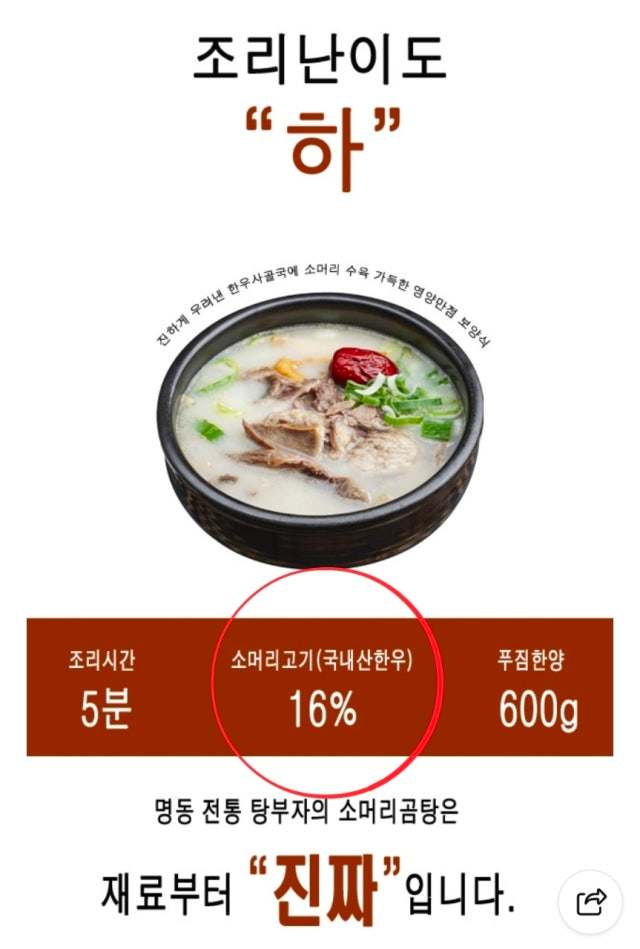 조리난이도
“하”
진하게 우려낸 한우사골국에 소머리 수육 가득한 영양만점 보양식
조리시간
5분
소머리고기(국내산한우)
16%
푸짐한양
600g
명동 전통 탕부자의 소머리곰탕은
재료부터 “진짜”입니다.